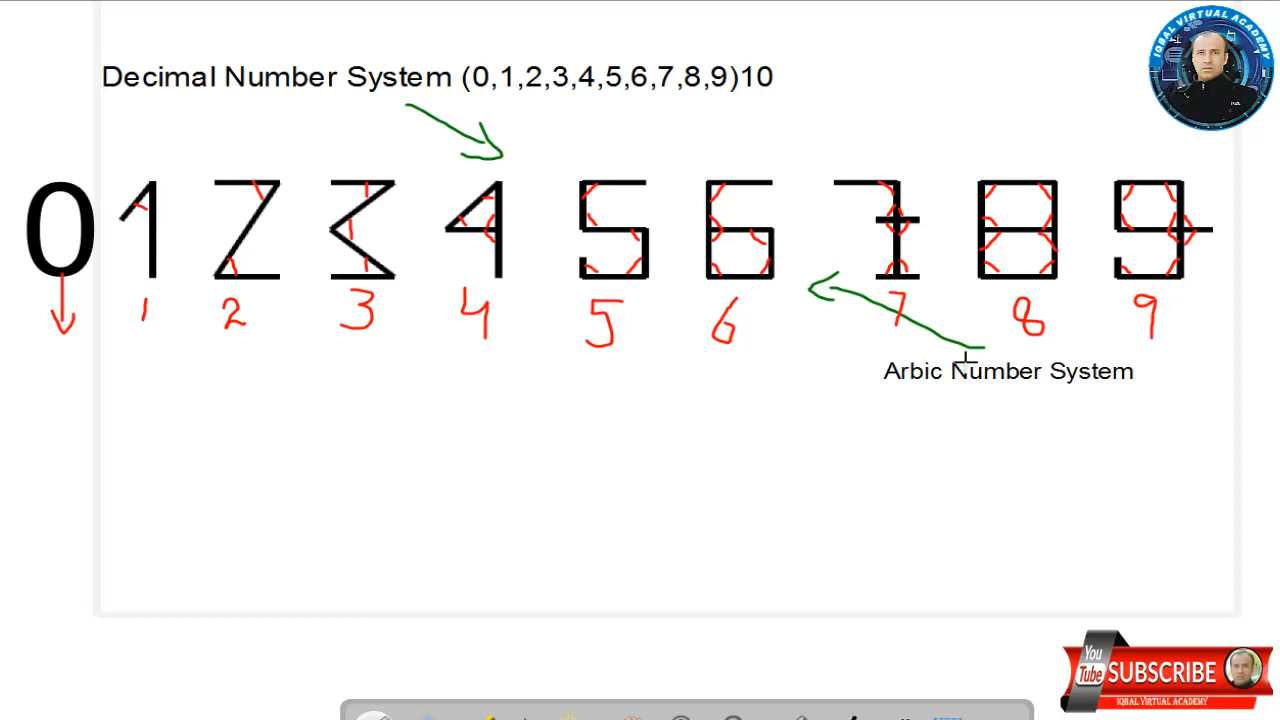 IQBAL VIRTUAL ACADEMY
Decimal Number System (0,1,2,3,4,5,6,7,8,9)10
0 1 2 3 4 5 6 7 8 9
1 2 3 4 5 6 7 8 9
Arbic Number System
You
Tube
SUBSCRIBE
IQBAL VIRTUAL ACADEMY